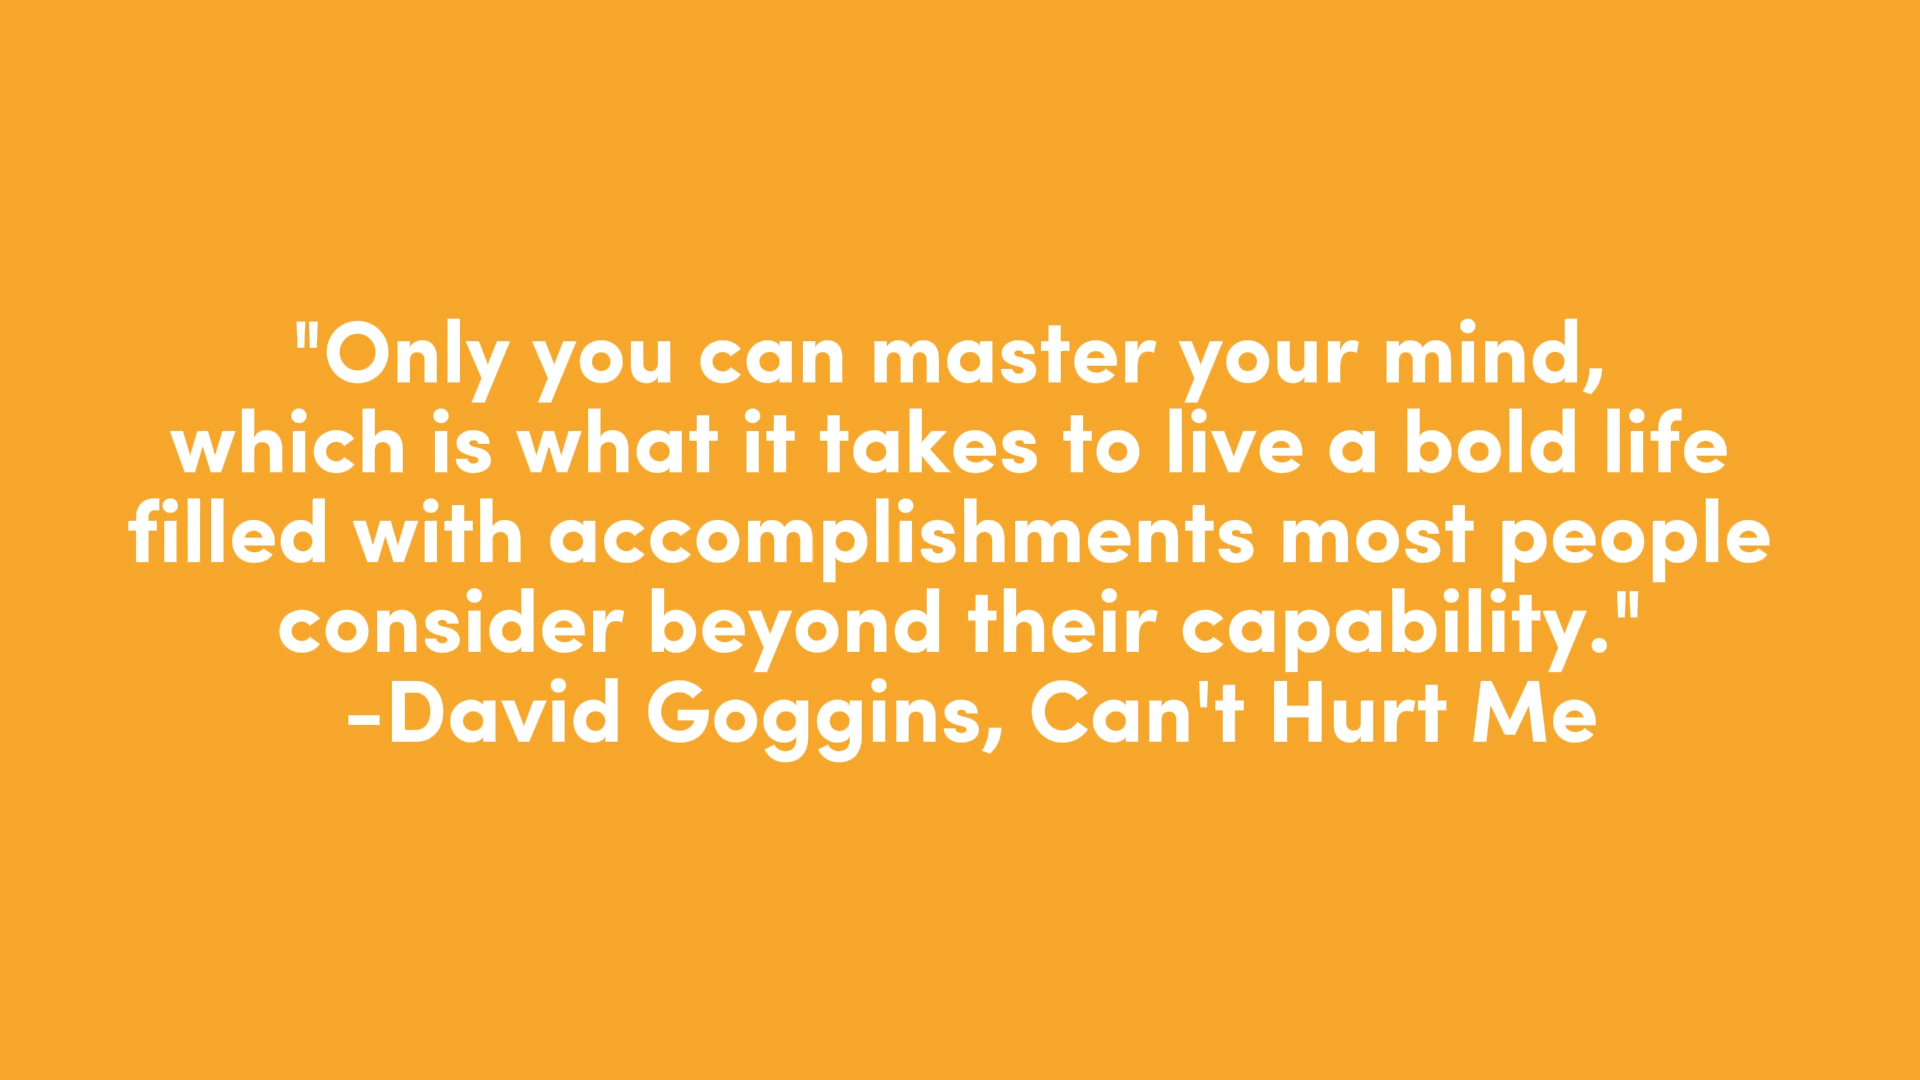 "Only you can master your mind,
which is what it takes to live a bold life
filled with accomplishments most people
consider beyond their capability."
-David Goggins, Can't Hurt Me